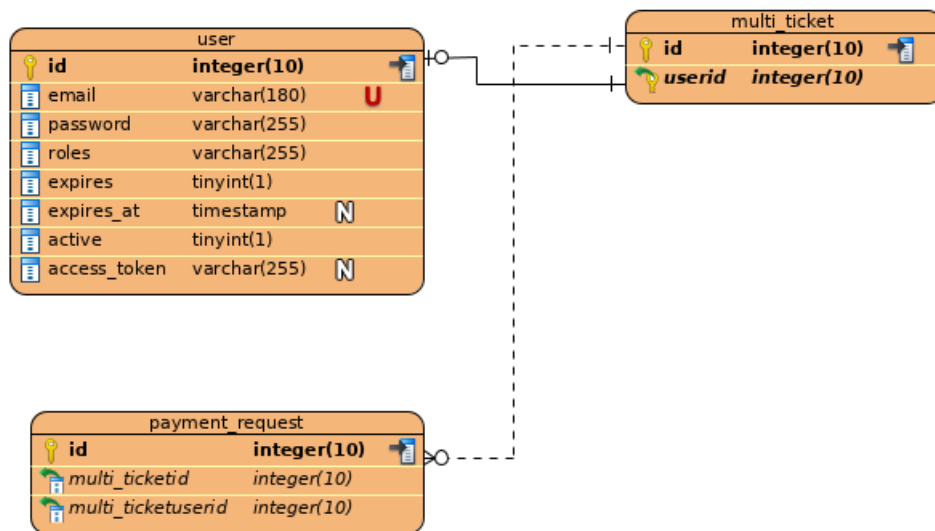 user
id integer(10)
email varchar(180) U
password varchar(255)
roles varchar(255)
expires tinyint(1)
expires_at timestamp N
active tinyint(1)
access_token varchar(255) N
multi_ticket
id integer(10)
userid integer(10)
payment_request
id integer(10)
multi_ticketid integer(10)
multi_ticketuserid integer(10)